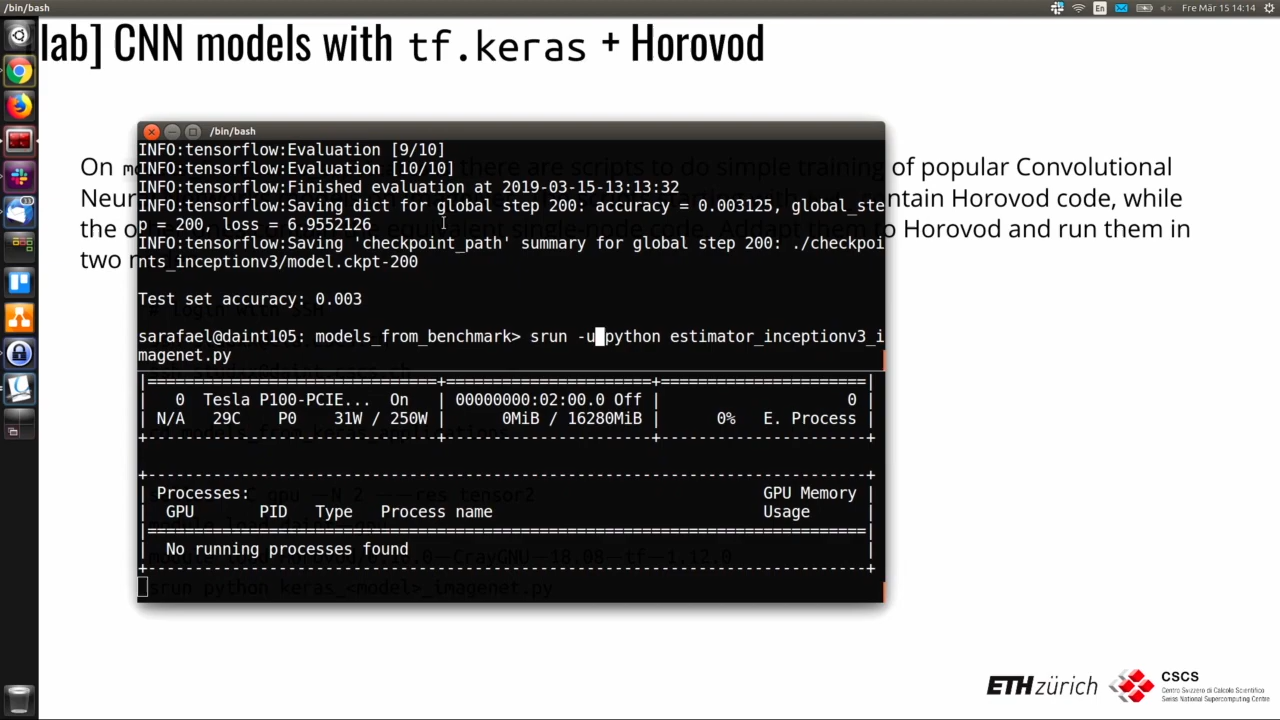 /bin/bash
En
Fre Mär 15 14:14
lab] CNN models with tf.keras + Horovod
/bin/bash
INFO:tensorflow:Evaluation [9/10]
INFO:tensorflow:Evaluation [10/10]
INFO:tensorflow:Finished evaluation at 2019-03-15-13:13:32
INFO:tensorflow:Saving dict for global step 200: accuracy = 0.003125, global_ste
p = 200, loss = 6.9552126
INFO:tensorflow:Saving 'checkpoint_path' summary for global step 200: ./checkpoi
nts_inceptionv3/model.ckpt-200
Test set accuracy: 0.003
sarafael@daint105: models_from_benchmark> srun -u python estimator_inceptionv3_i
magenet.py
|===============================+======================+======================|
| 0 Tesla P100-PCIE... On | 00000000:02:00.0 Off | 0 |
| N/A 29C P0 31W / 250W | 0MiB / 16280MiB | 0% E. Process |
+-------------------------------+----------------------+----------------------+
+-----------------------------------------------------------------------------+
| Processes: GPU Memory |
| GPU PID Type Process name Usage |
|=============================================================================|
| No running processes found |
+-----------------------------------------------------------------------------+
On there are scripts to do simple training of popular Convolutional
Neur ntain Horovod code, while
the o o Horovod and run them in
two
srun python keras_<model>_imagenet.py
ETH zürich
CSCS
Centro Svizzero di Calcolo Scientifico
Swiss National Supercomputing Centre